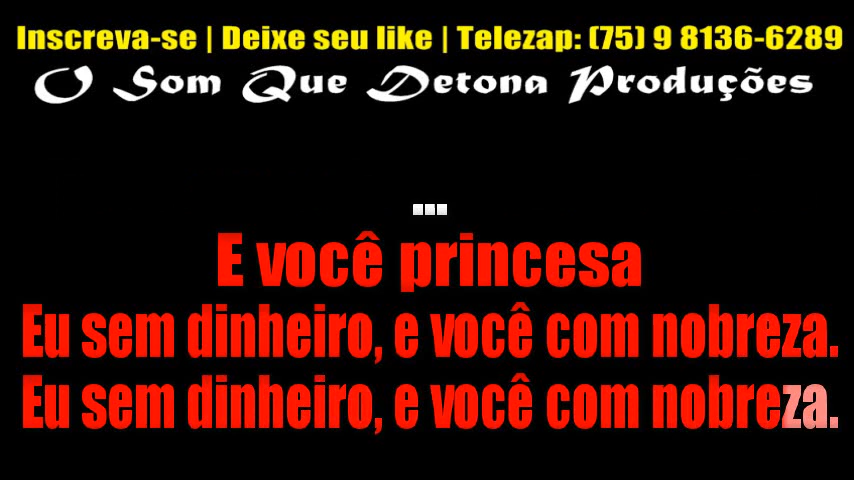 Inscreva-se | Deixe seu like | Telezap: (75) 9 8136-6289
O Som Que Detona Produções
...
E você princesa
Eu sem dinheiro, e você com nobreza.
Eu sem dinheiro, e você com nobreza.